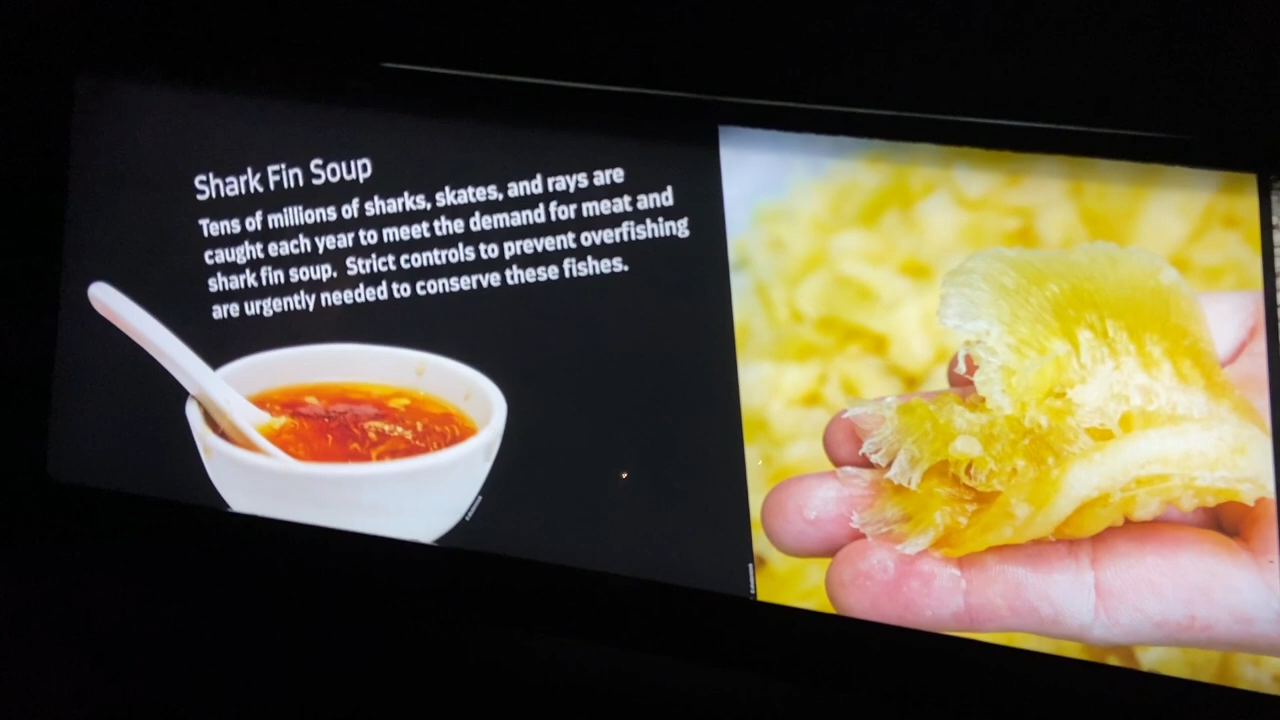 Shark Fin Soup
Tens of millions of sharks, skates, and rays are
caught each year to meet the demand for meat and
shark fin soup. Strict controls to prevent overfishing
are urgently needed to conserve these fishes.